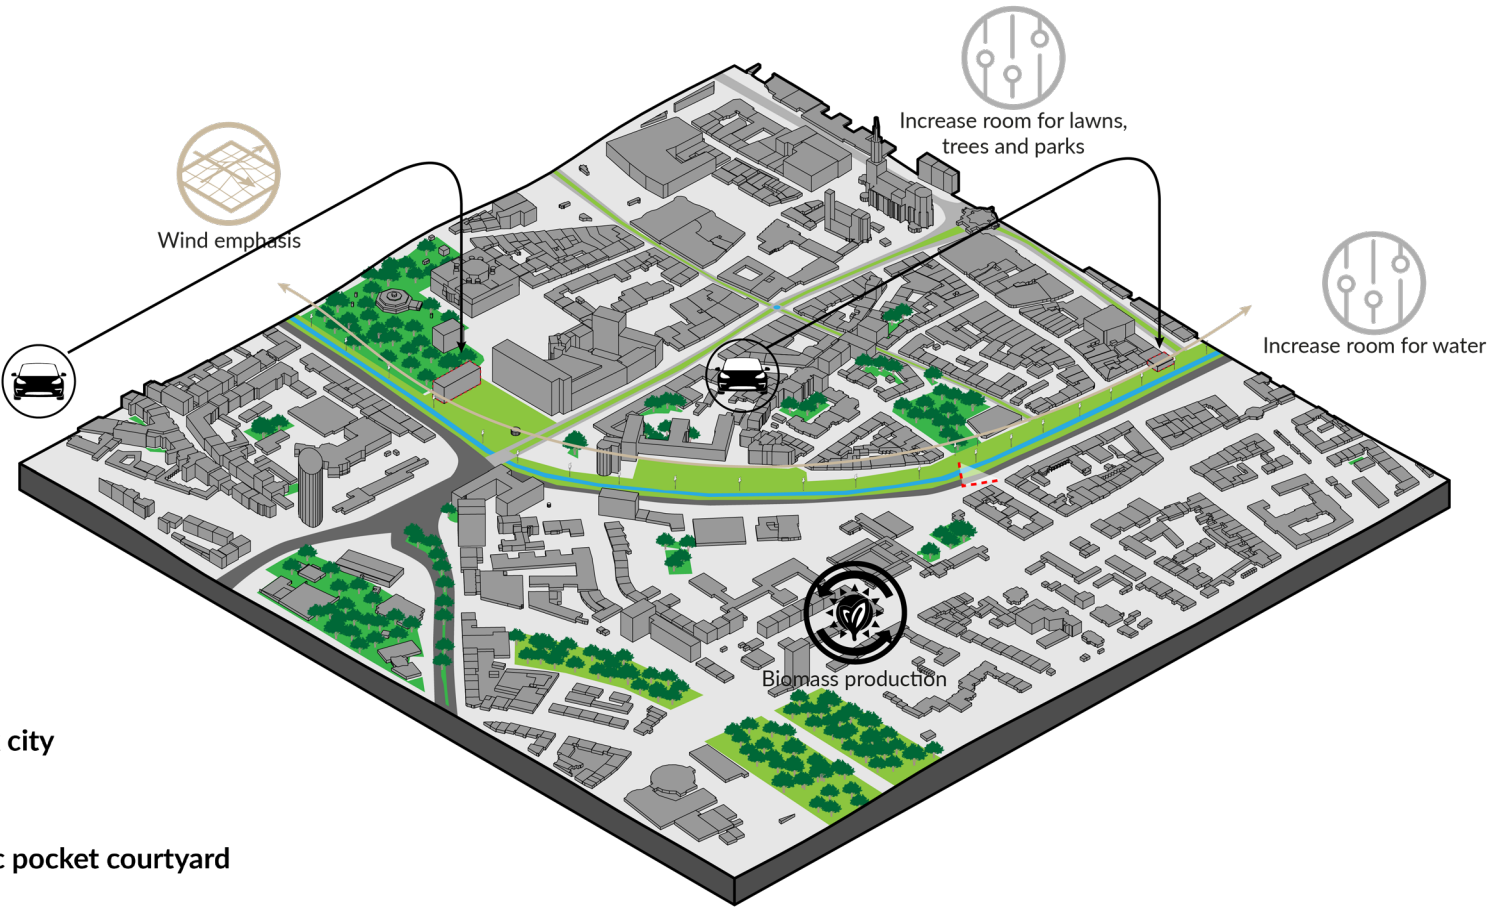 Increase room for lawns,
trees and parks
Wind emphasis
Increase room for water
Biomass production
city
pocket courtyard